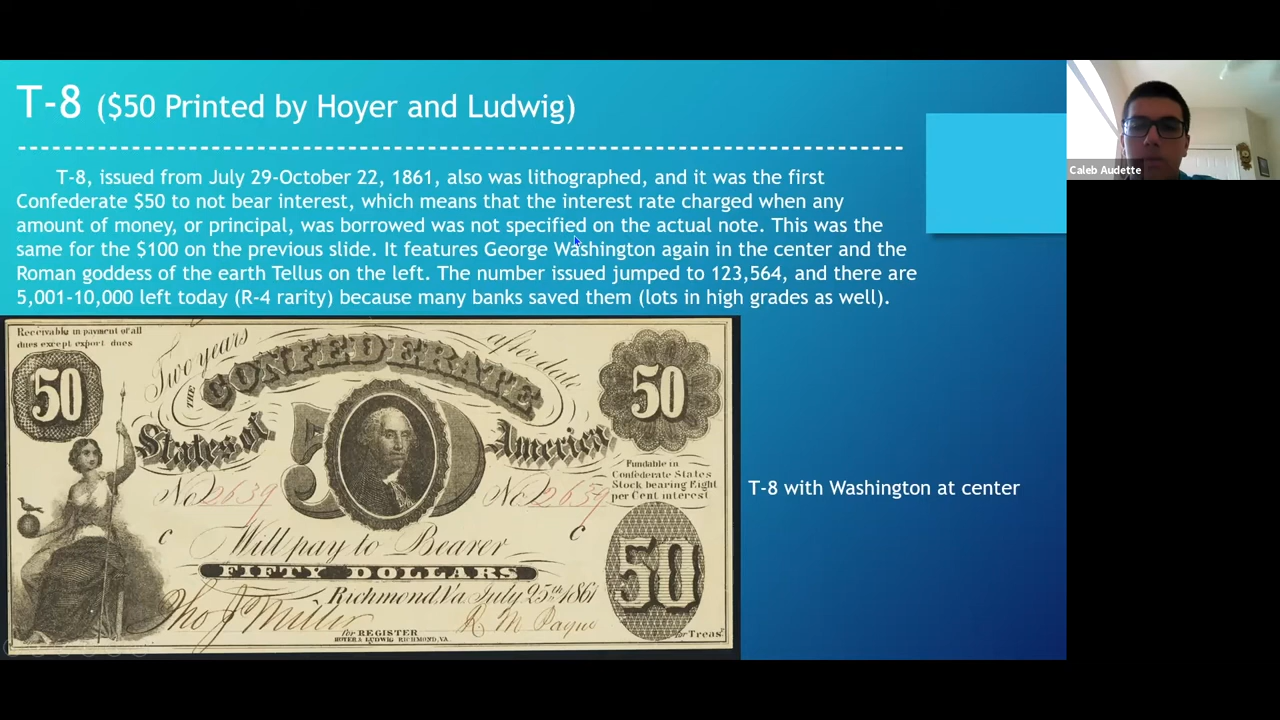 T-8 ($50 Printed by Hoyer and Ludwig)
T-8, issued from July 29-October 22, 1861, also was lithographed, and it was the first
Confederate $50 to not bear interest, which means that the interest rate charged when any
amount of money, or principal, was borrowed was not specified on the actual note. This was the
same for the $100 on the previous slide. It features George Washington again in the center and the
Roman goddess of the earth Tellus on the left. The number issued jumped to 123,564, and there are
5,001-10,000 left today (R-4 rarity) because many banks saved them (lots in high grades as well).
Caleb Audette
Receivable in payment of all
dues except export dues
Two years after date
THE CONFEDERATE
States of America
50
50
50
Fundable in
Confederate States
Stock bearing Eight
per Cent interest
No 2639
No 2639
C
C
Will pay to Bearer
FIFTY DOLLARS
50
Richmond, Va July 25th 1861
Tho J Miller
R M Payne
for REGISTER
for Treasr
HOYER & LUDWIG RICHMOND, VA.
T-8 with Washington at center